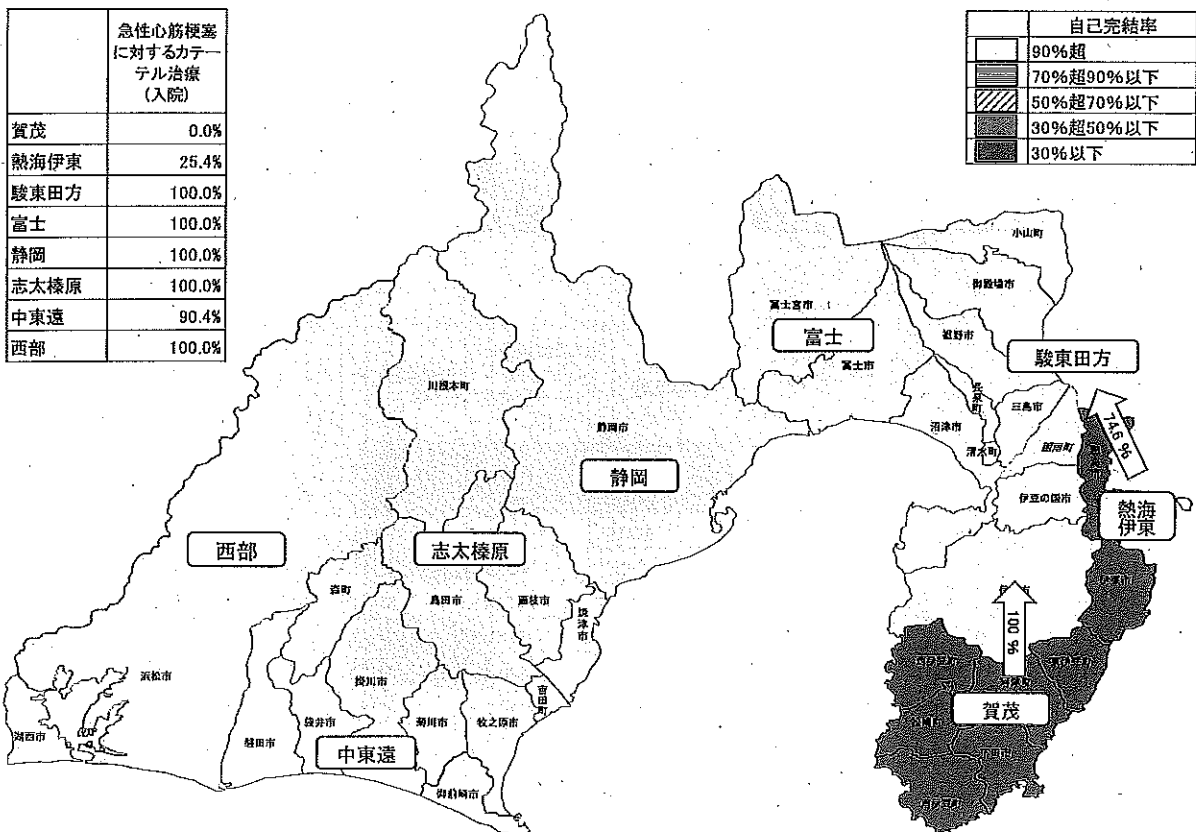 急性心筋梗塞
に対するカテー
テル治療
(入院)
賀茂 0.0%
熱海伊東 25.4%
駿東田方 100.0%
富士 100.0%
静岡 100.0%
志太榛原 100.0%
中東遠 90.4%
西部 100.0%
自己完結率
90%超
70%超90%以下
50%超70%以下
30%超50%以下
30%以下
小山町
御殿場市
富士宮市
富士
裾野市
駿東田方
富士市
川根本町
長泉町
三島市
74.6 %
静岡市
沼津市
清水町
函南町
静岡
伊豆の国市
熱海
伊東
西部
志太榛原
森町
島田市
藤枝市
焼津市
100 %
浜松市
掛川市
吉田町
賀茂
湖西市
磐田市
袋井市
菊川市
牧之原市
中東遠
御前崎市